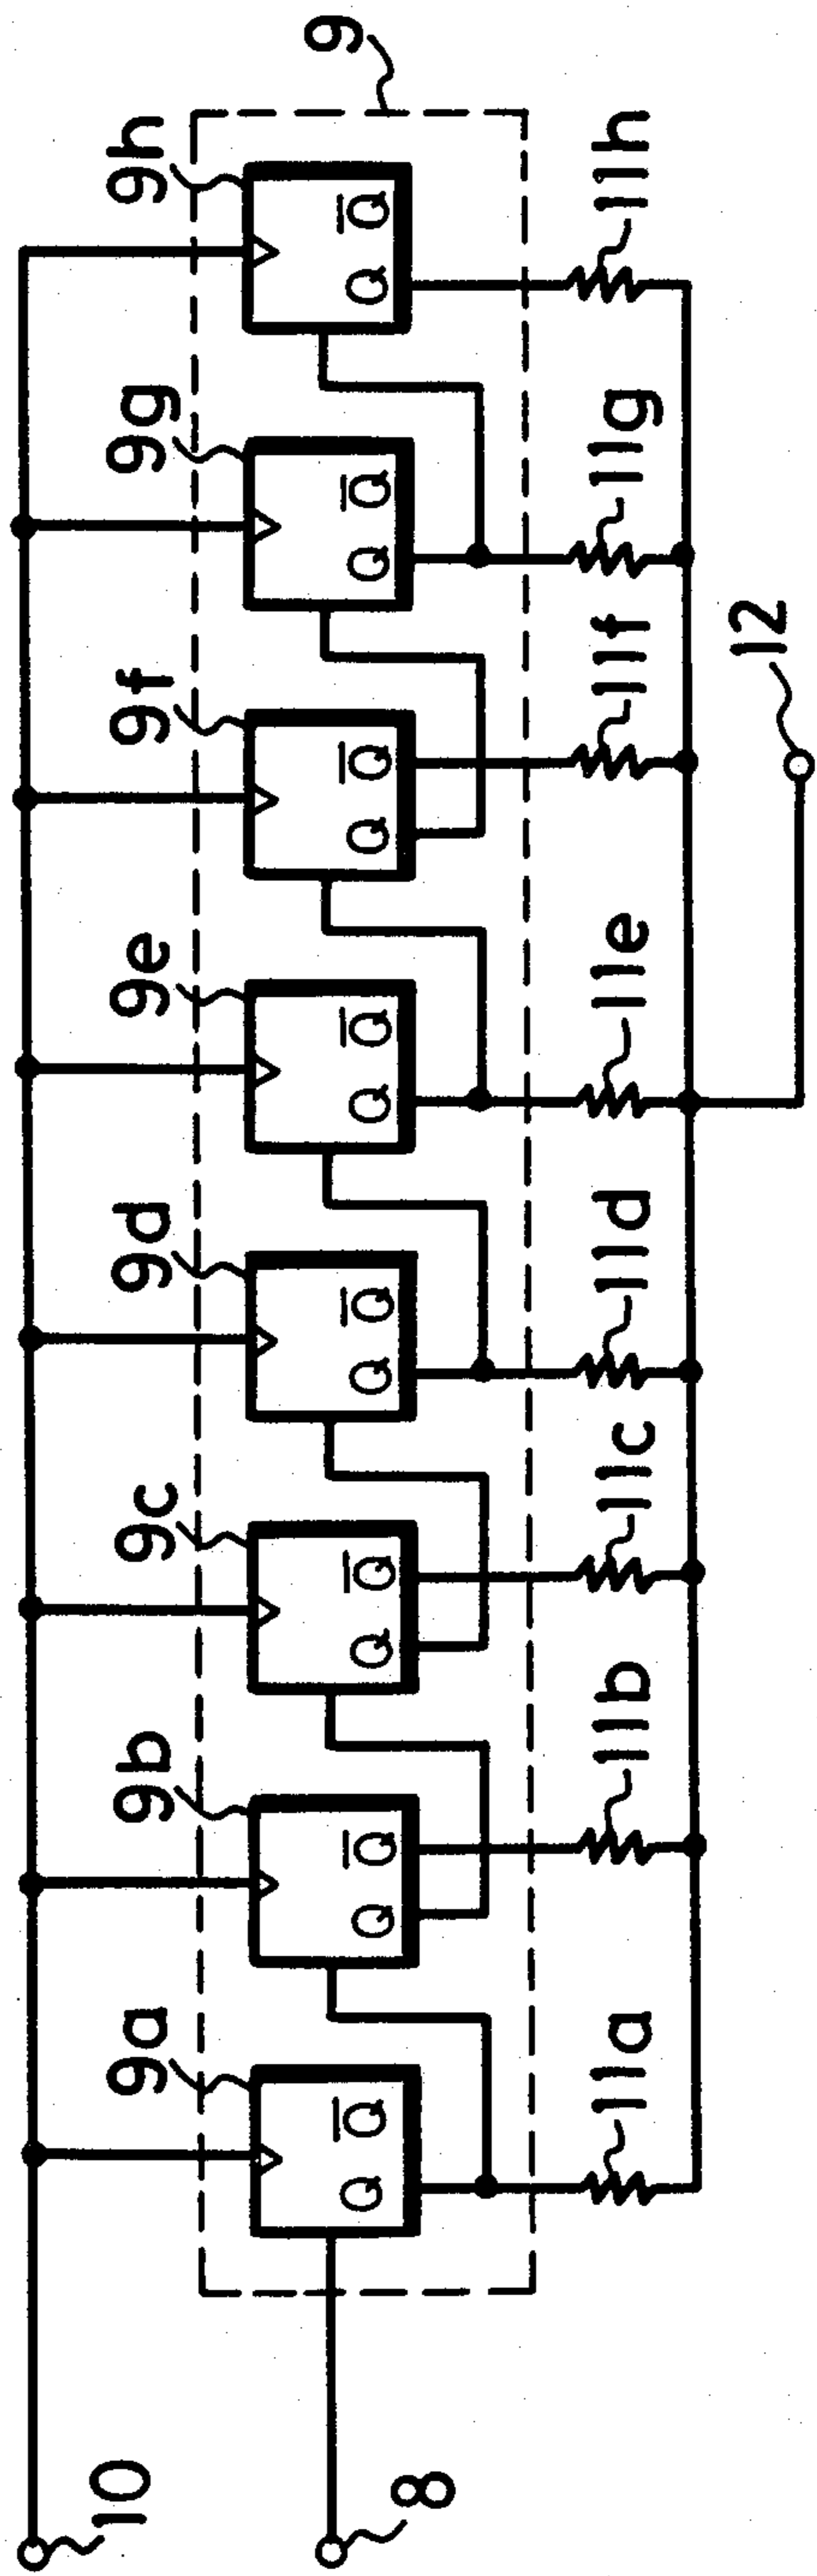 10
8
9
9a 9b 9c 9d 9e 9f 9g 9h
Q Q̅ Q Q̅ Q Q̅ Q Q̅ Q Q̅ Q Q̅ Q Q̅ Q Q̅
11a 11b 11c 11d 11e 11f 11g 11h
12